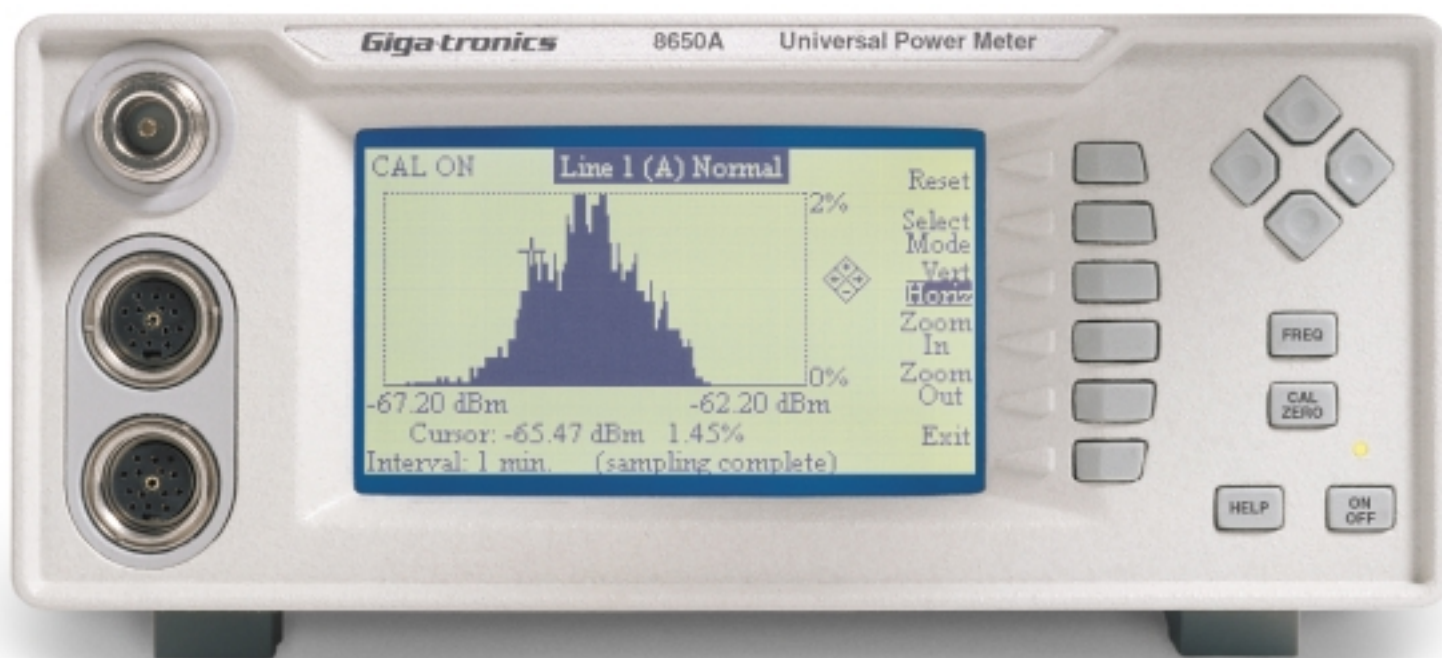 Giga-tronics 8650A Universal Power Meter
CAL ON Line 1 (A) Normal
2%
0%
-67.20 dBm -62.20 dBm
Cursor: -65.47 dBm 1.45%
Interval: 1 min. (sampling complete)
Reset
Select
Mode
Vert
Horiz
Zoom
In
Zoom
Out
Exit
FREQ
CAL
ZERO
HELP
ON
OFF